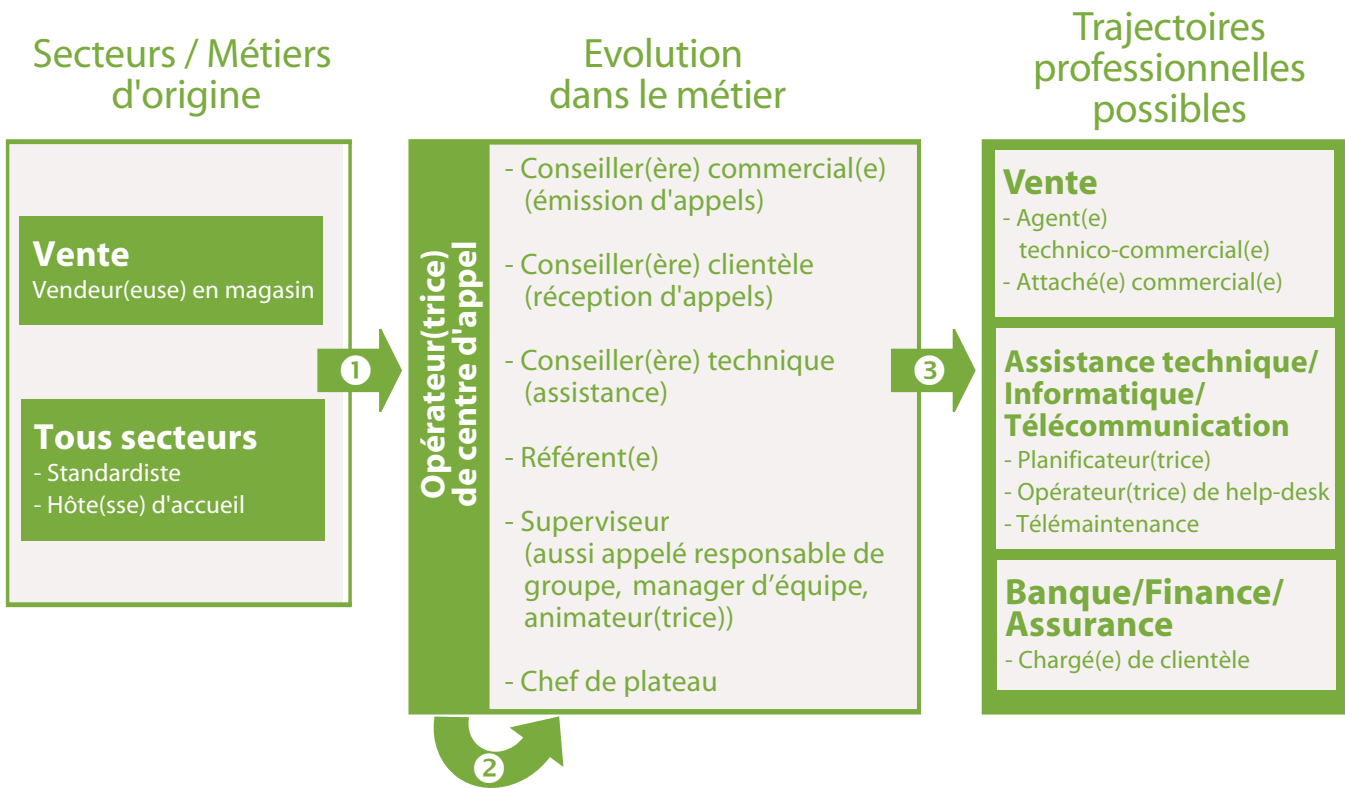 Secteurs / Métiers
d'origine
Vente
Vendeur(euse) en magasin
Tous secteurs
- Standardiste
- Hôte(sse) d'accueil
❶
Evolution
dans le métier
Opérateur(trice)
de centre d'appel
- Conseiller(ère) commercial(e)
(émission d'appels)
- Conseiller(ère) clientèle
(réception d'appels)
- Conseiller(ère) technique
(assistance)
- Référent(e)
- Superviseur
(aussi appelé responsable de
groupe, manager d’équipe,
animateur(trice))
- Chef de plateau
❷
❸
Trajectoires
professionnelles
possibles
Vente
- Agent(e)
technico-commercial(e)
- Attaché(e) commercial(e)
Assistance technique/
Informatique/
Télécommunication
- Planificateur(trice)
- Opérateur(trice) de help-desk
- Télémaintenance
Banque/Finance/
Assurance
- Chargé(e) de clientèle